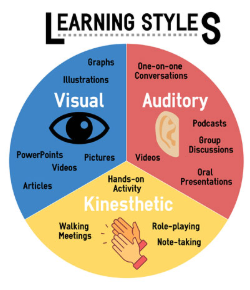 LEARNING STYLES
Graphs
Illustrations
Visual
PowerPoints
Videos
Pictures
Articles
One-on-one
Conversations
Auditory
Podcasts
Group
Discussions
Videos
Oral
Presentations
Hands-on
Activity
Kinesthetic
Walking
Meetings
Role-playing
Note-taking